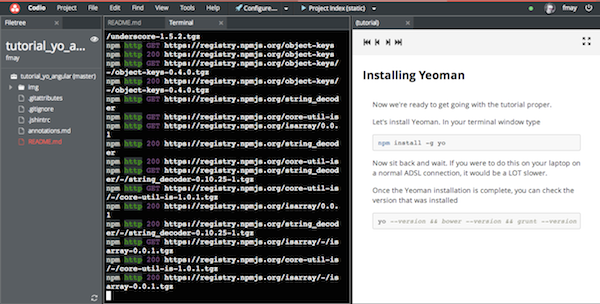 Codio Project File Edit Find View Tools Help Configure.... Project Index (static) fmay
Filetree
tutorial_yo_a...
fmay
tutorial_yo_angular (master)
img
.gitattributes
.gitignore
.jshintrc
annotations.md
README.md
README.md Terminal
/underscore-1.5.2.tgz
npm http GET https://registry.npmjs.org/object-keys
npm http 200 https://registry.npmjs.org/object-keys
npm http GET https://registry.npmjs.org/object-keys/
-/object-keys-0.4.0.tgz
npm http 200 https://registry.npmjs.org/object-keys/
-/object-keys-0.4.0.tgz
npm http GET https://registry.npmjs.org/string_decod
er
npm http GET https://registry.npmjs.org/core-util-is
npm http GET https://registry.npmjs.org/isarray/0.0.
1
npm http 200 https://registry.npmjs.org/string_decod
er
npm http 200 https://registry.npmjs.org/core-util-is
npm http GET https://registry.npmjs.org/string_decod
er/-/string_decoder-0.10.25-1.tgz
npm http GET https://registry.npmjs.org/core-util-is
/-/core-util-is-1.0.1.tgz
npm http 200 https://registry.npmjs.org/isarray/0.0.
1
npm http 200 https://registry.npmjs.org/string_decod
er/-/string_decoder-0.10.25-1.tgz
npm http GET https://registry.npmjs.org/isarray/-/is
array-0.0.1.tgz
npm http 200 https://registry.npmjs.org/core-util-is
/-/core-util-is-1.0.1.tgz
npm http 200 https://registry.npmjs.org/isarray/-/is
array-0.0.1.tgz
(tutorial)
Installing Yeoman
Now we're ready to get going with the tutorial proper.
Let's install Yeoman. In your terminal window type
npm install -g yo
Now sit back and wait. If you were to do this on your laptop on
a normal ADSL connection, it would be a LOT slower.
Once the Yeoman installation is complete, you can check the
version that was installed
yo --version && bower --version && grunt --version